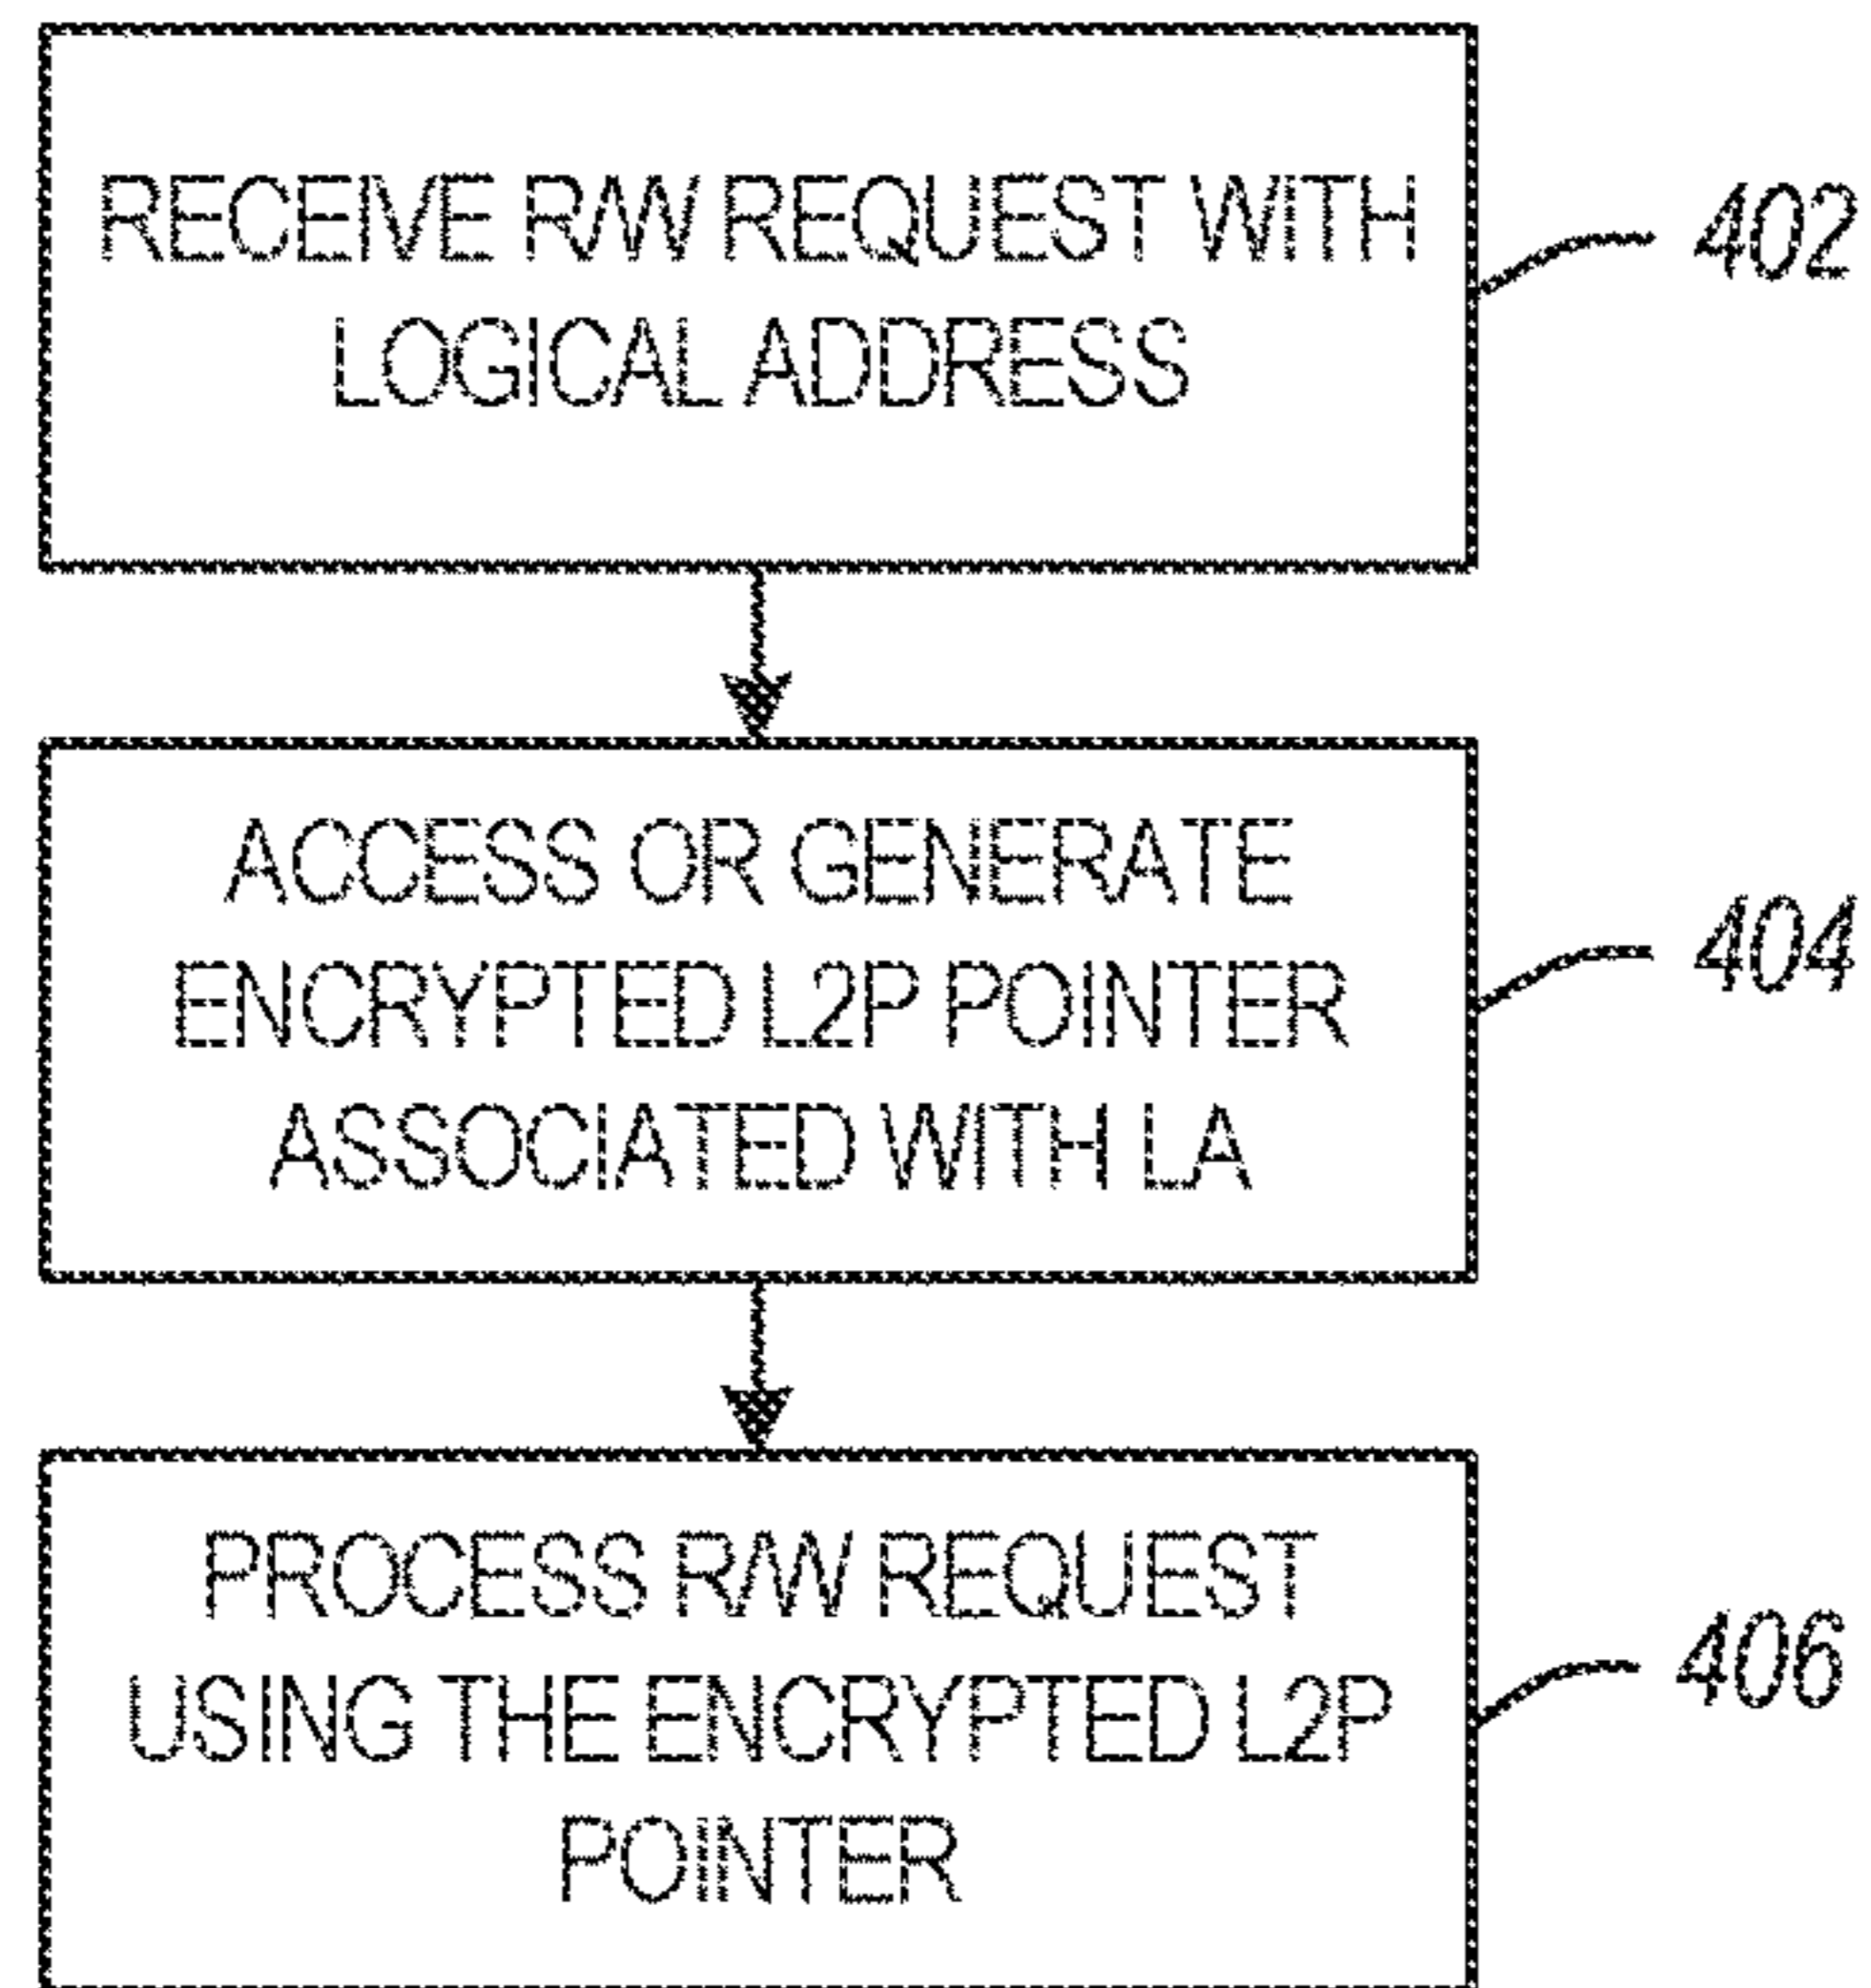 RECEIVE R/W REQUEST WITH
LOGICAL ADDRESS
402
ACCESS OR GENERATE
ENCRYPTED L2P POINTER
ASSOCIATED WITH LA
404
PROCESS R/W REQUEST
USING THE ENCRYPTED L2P
POINTER
406